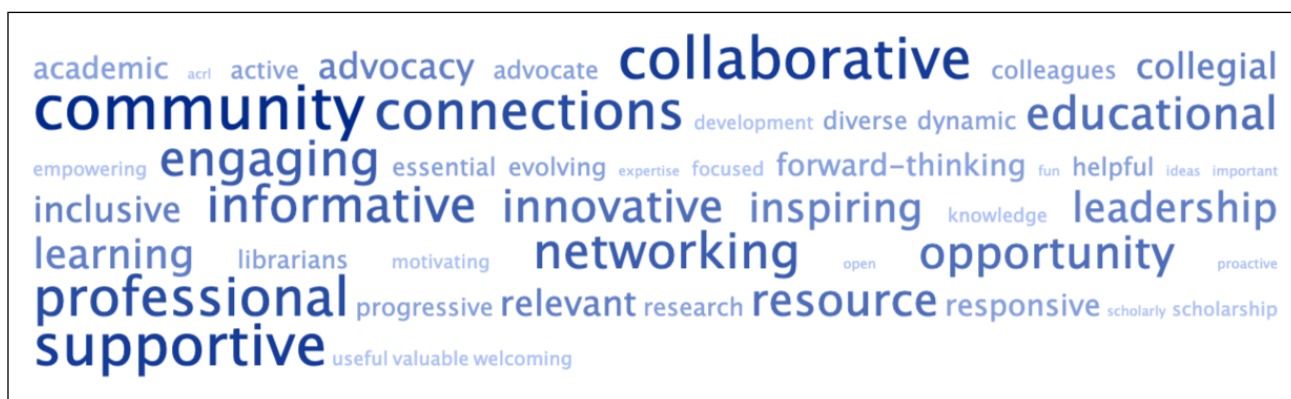 academic acrl active advocacy advocate collaborative colleagues collegial
community connections development diverse dynamic educational
empowering engaging essential evolving expertise focused forward-thinking fun helpful ideas important
inclusive informative innovative inspiring knowledge leadership
learning librarians motivating networking open opportunity proactive
professional progressive relevant research resource responsive scholarly scholarship
supportive useful valuable welcoming